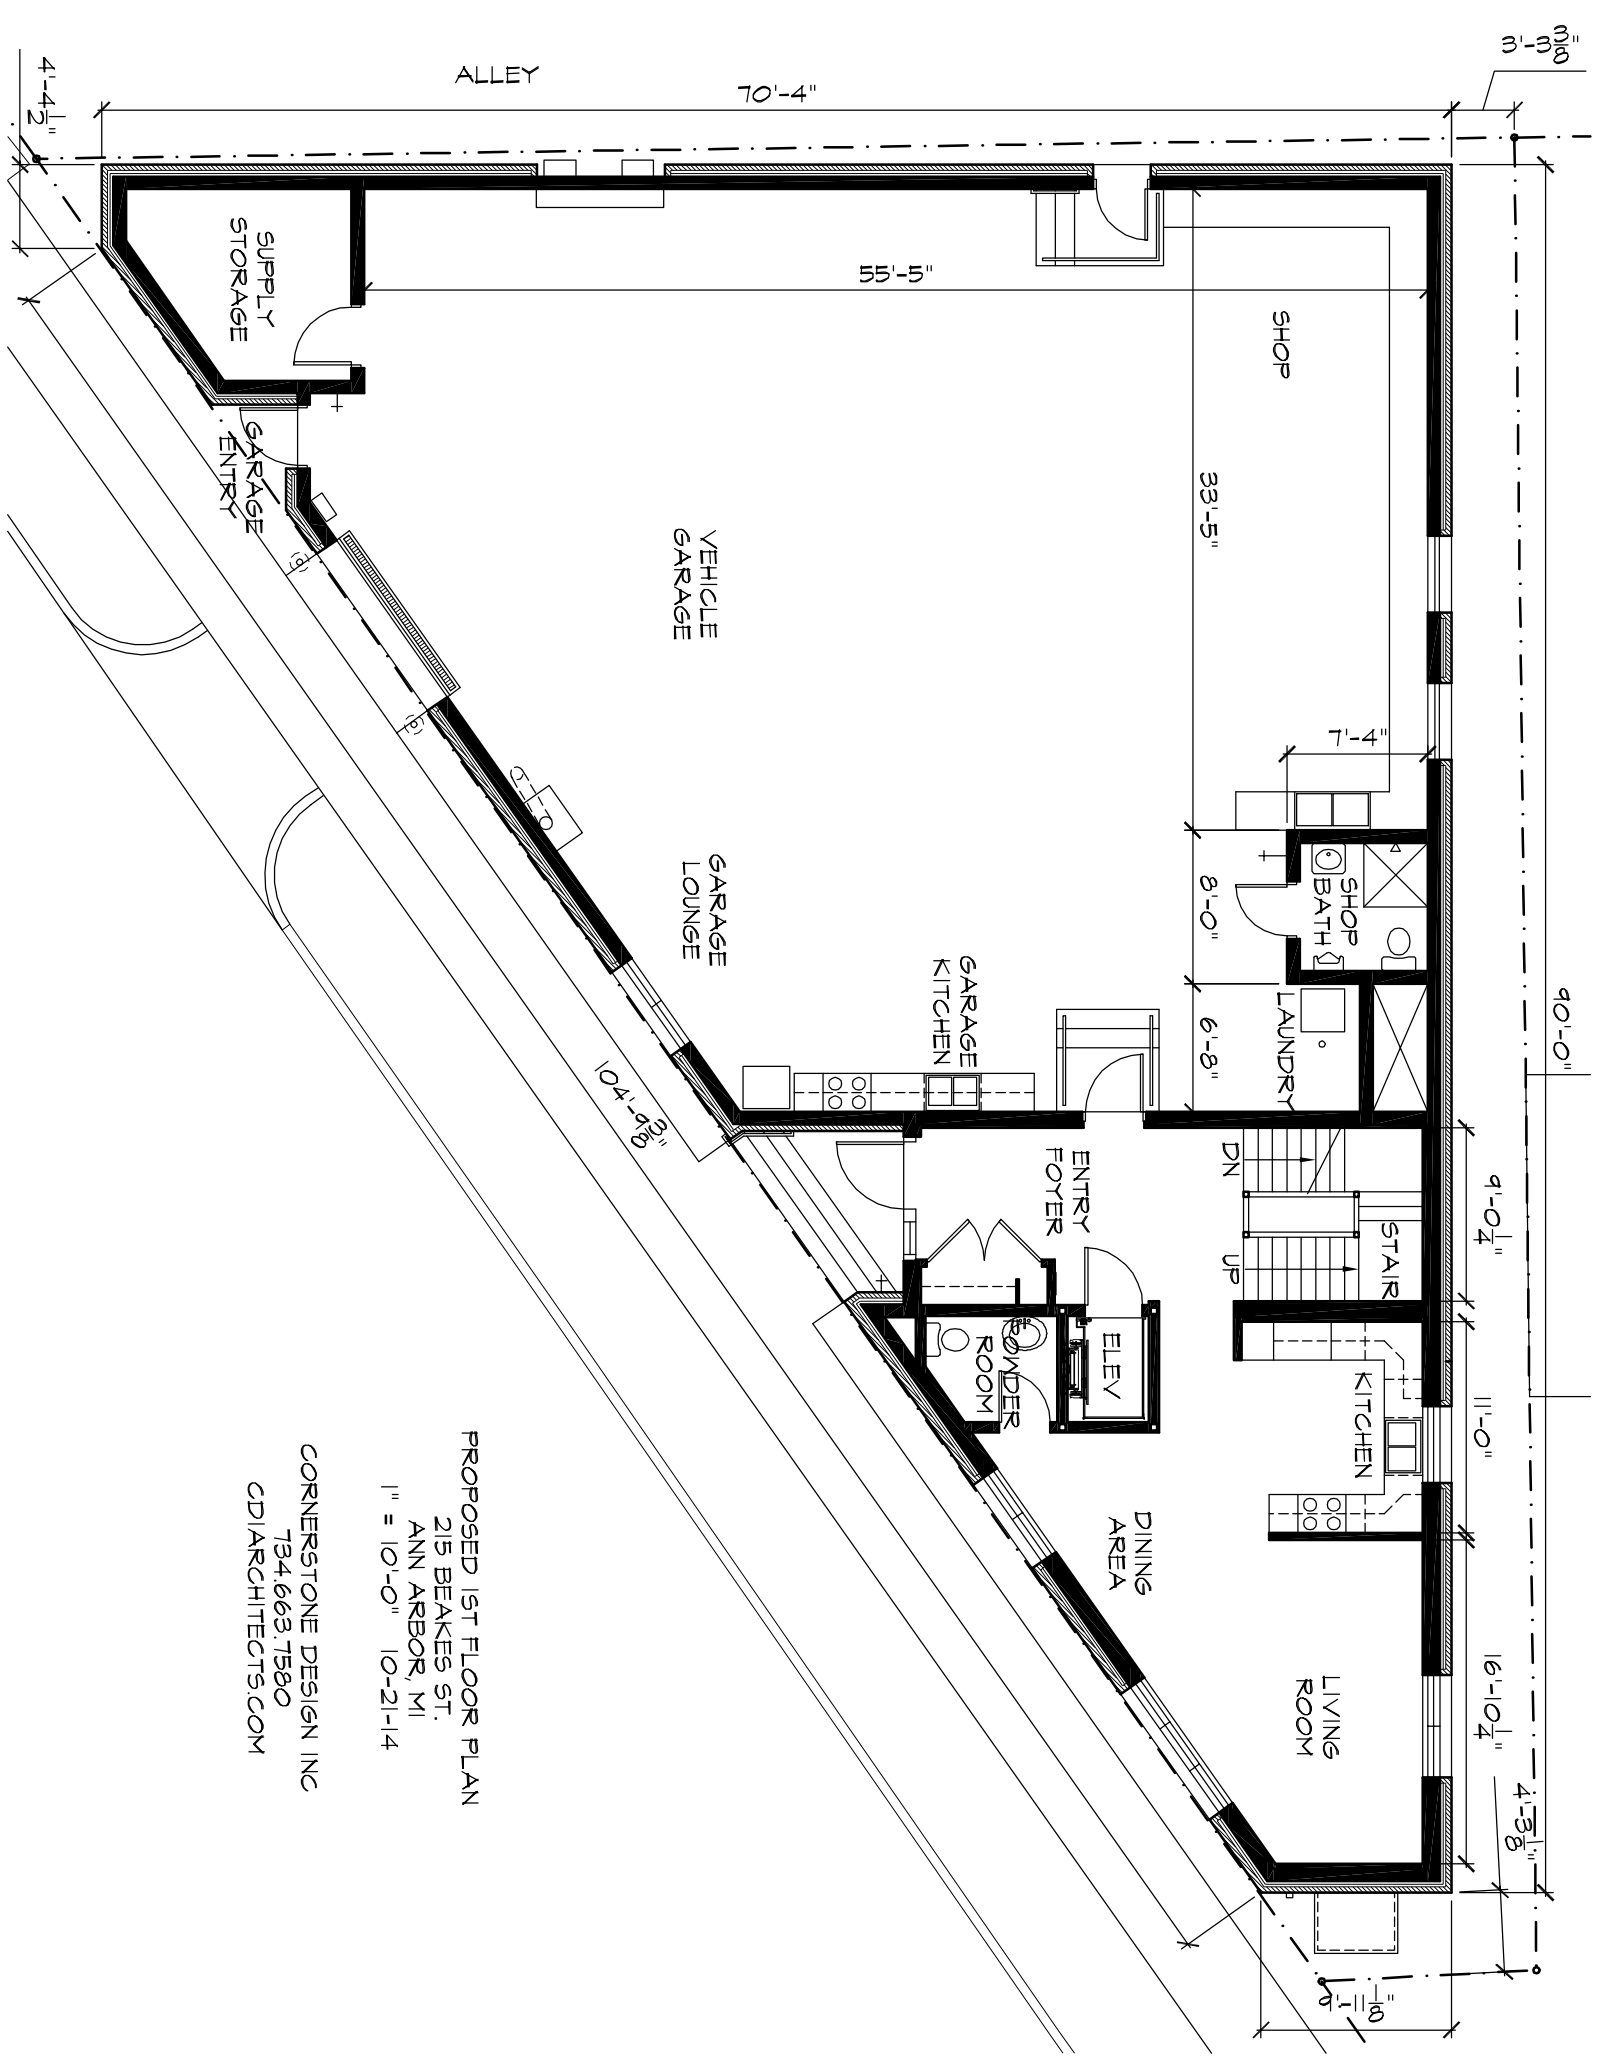 3'-3 3/8"
4'-4 1/2"
ALLEY
70'-4"
SUPPLY
STORAGE
55'-5"
SHOP
GARAGE
ENTRY
33'-5"
VEHICLE
GARAGE
7'-4"
GARAGE
LOUNGE
SHOP
BATH
8'-0"
GARAGE
KITCHEN
LAUNDRY
6'-8"
90'-0"
104'-9 3/8"
ENTRY
FOYER
DN
UP
STAIR
9'-0 1/4"
POWDER
ROOM
ELEV
KITCHEN
11'-0"
DINING
AREA
LIVING
ROOM
16'-10 1/4"
4'-3 1/8"
9'-11 1/8"
PROPOSED 1ST FLOOR PLAN
215 BEAKES ST.
ANN ARBOR, MI
1" = 10'-0" 10-21-14
CORNERSTONE DESIGN INC
734.663.7580
CDIARCHITECTS.COM